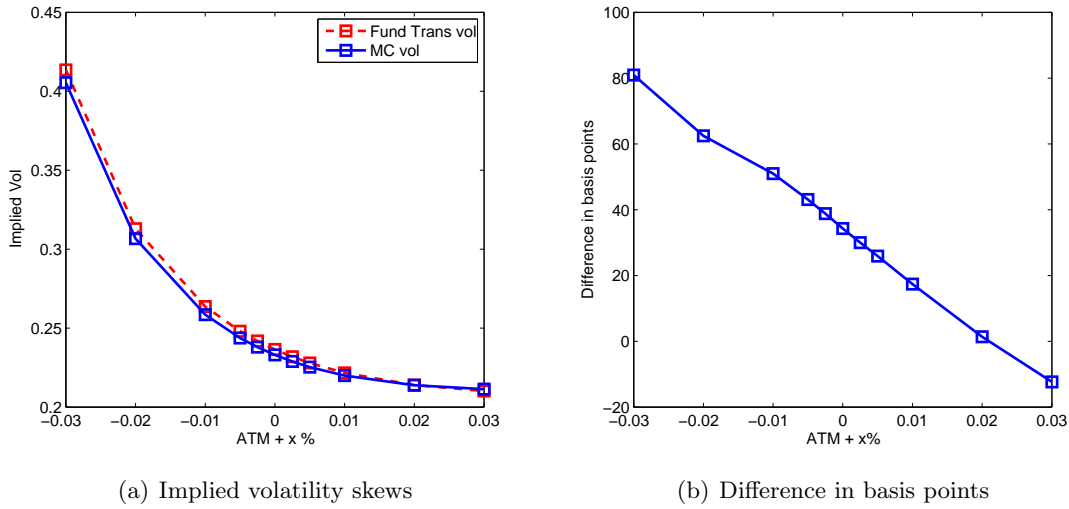 0.45
0.4
0.35
0.3
0.25
0.2
Implied Vol
Fund Trans vol
MC vol
−0.03 −0.02 −0.01 0 0.01 0.02 0.03
ATM + x %
(a) Implied volatility skews
100
80
60
40
20
0
−20
Difference in basis points
−0.03 −0.02 −0.01 0 0.01 0.02 0.03
ATM + x%
(b) Difference in basis points